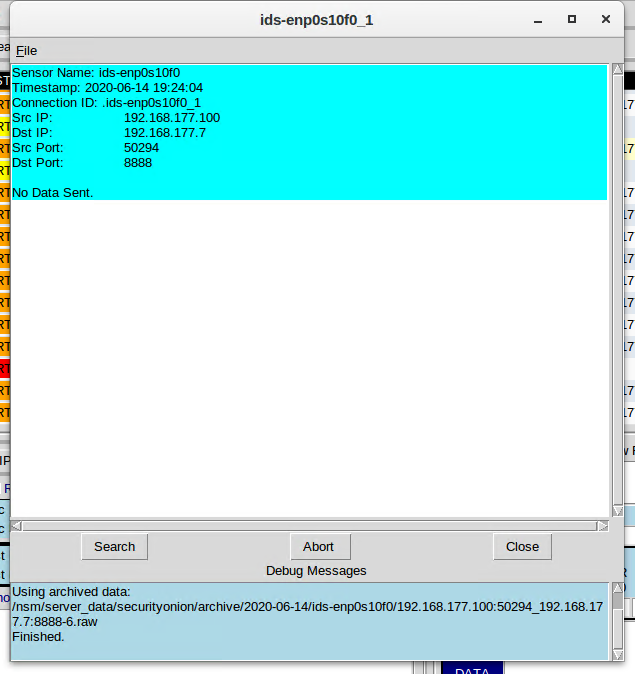 ids-enp0s10f0_1
File
Sensor Name: ids-enp0s10f0
Timestamp: 2020-06-14 19:24:04
Connection ID: .ids-enp0s10f0_1
Src IP: 192.168.177.100
Dst IP: 192.168.177.7
Src Port: 50294
Dst Port: 8888
No Data Sent.
Search Abort Close
Debug Messages
Using archived data:
/nsm/server_data/securityonion/archive/2020-06-14/ids-enp0s10f0/192.168.177.100:50294_192.168.17
7.7:8888-6.raw
Finished.
DATA